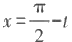 x = π/2 − t